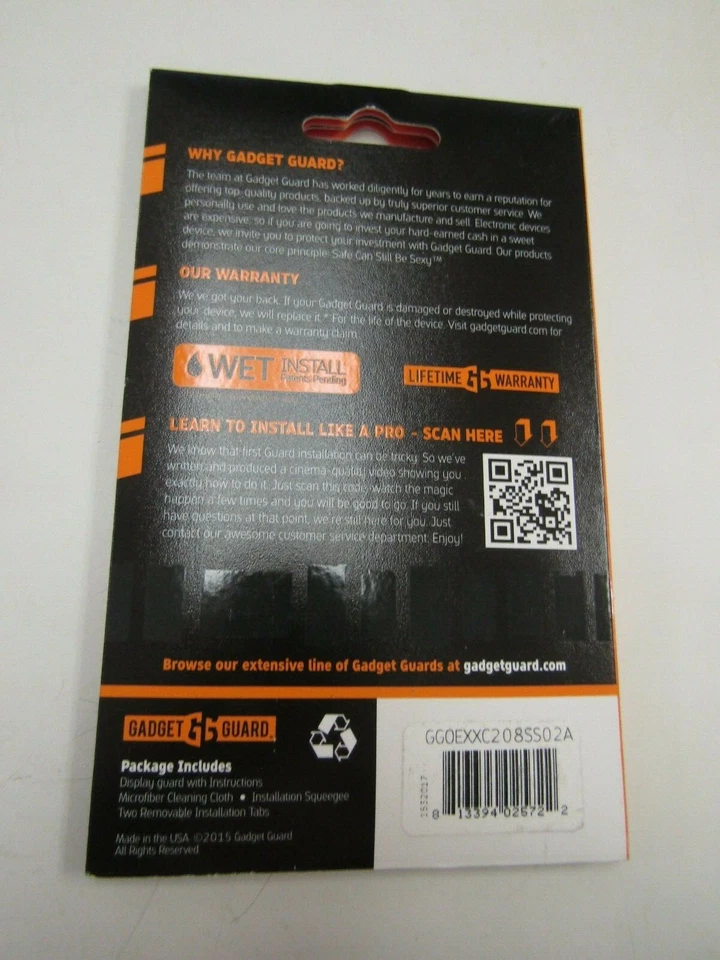 WHY GADGET GUARD?
The team at Gadget Guard has worked diligently for years to earn a reputation for
offering top-quality products, backed up by truly superior customer service. We
personally use and love the products we manufacture and sell. Electronic devices
are expensive, so if you are going to invest your hard-earned cash in a sweet
device, we invite you to protect your investment with Gadget Guard. Our products
demonstrate our core principle: Safe Can Still Be Sexy™
OUR WARRANTY
We've got your back. If your Gadget Guard is damaged or destroyed while protecting
your device, we will replace it.* For the life of the device. Visit gadgetguard.com for
details and to make a warranty claim.
WET INSTALL
Patents Pending
LIFETIME GG WARRANTY
LEARN TO INSTALL LIKE A PRO - SCAN HERE
We know that first Guard installation can be tricky. So we've
written and produced a cinema-quality video showing you
exactly how to do it. Just scan this code, watch the magic
happen a few times and you will be good to go. If you still
have questions at that point, we're still here for you. Just
contact our awesome customer service department. Enjoy!
Browse our extensive line of Gadget Guards at gadgetguard.com
GADGET GG GUARD.
GGOEXXC208SS02A
Package Includes
Display guard with Instructions
Microfiber Cleaning Cloth • Installation Squeegee
Two Removable Installation Tabs
1532017
8 13394 02672 2
Made in the USA ©2015 Gadget Guard
All Rights Reserved